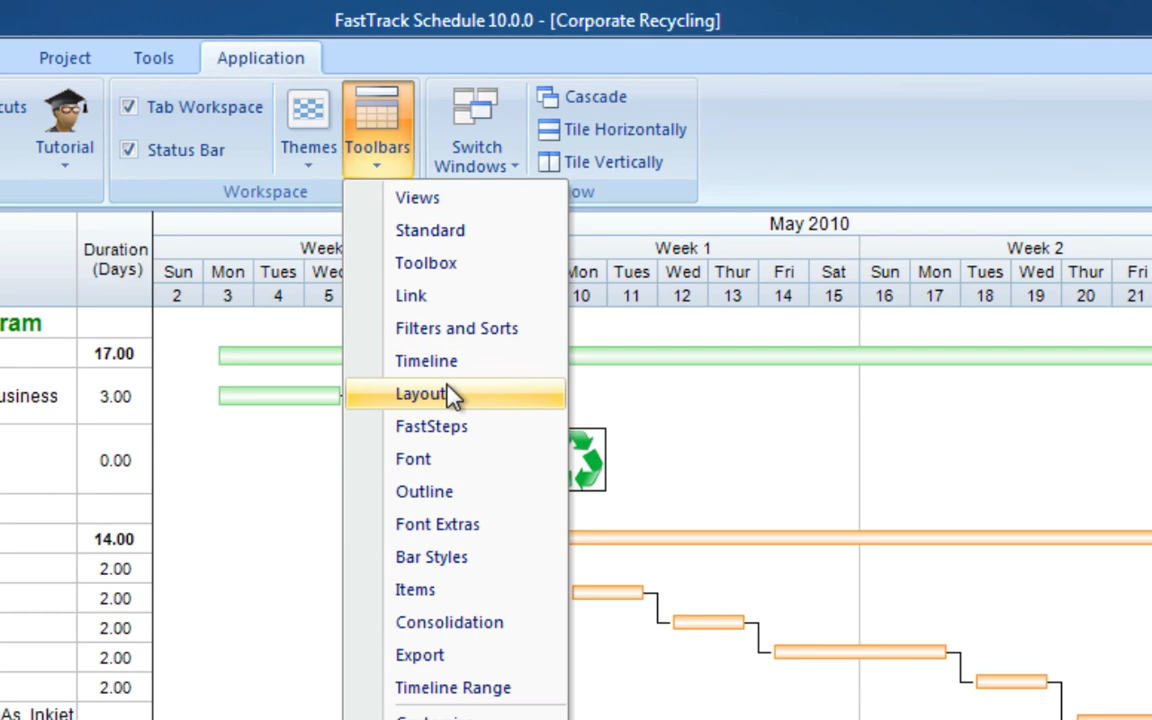 FastTrack Schedule 10.0.0 - [Corporate Recycling]
Project Tools Application
cuts
Tutorial
Tab Workspace
Status Bar
Themes
Toolbars
Workspace
Switch
Windows
Cascade
Tile Horizontally
Tile Vertically
ow
Views
Standard
Toolbox
Link
Filters and Sorts
Timeline
Layout
FastSteps
Font
Outline
Font Extras
Bar Styles
Items
Consolidation
Export
Timeline Range
Duration
(Days)
May 2010
Week Week 1 Week 2
Sun Mon Tues Wed Mon Tues Wed Thur Fri Sat Sun Mon Tues Wed Thur Fri
2 3 4 5 10 11 12 13 14 15 16 17 18 19 20 21
ram
17.00
usiness 3.00
0.00
14.00
2.00
2.00
2.00
2.00
2.00
As Inkjet